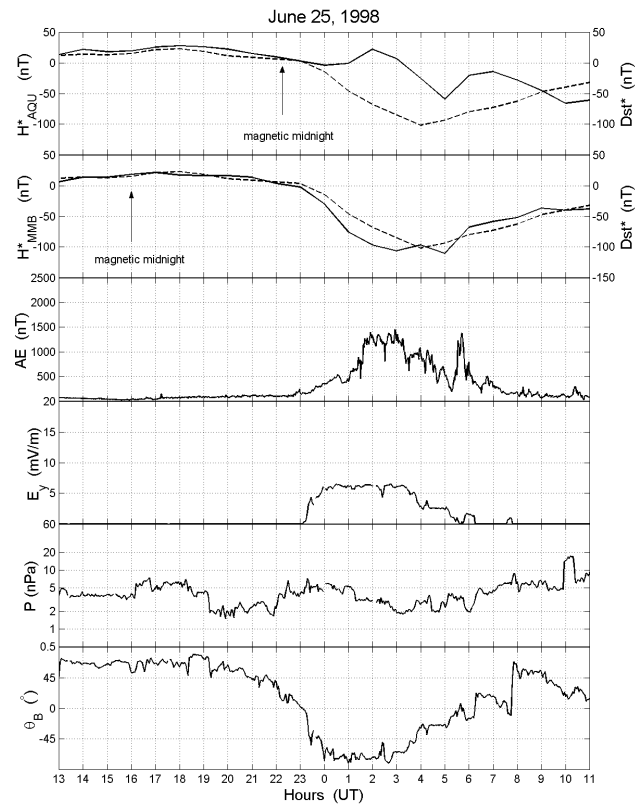 June 25, 1998
50
0
-50
-100
50
H*AQU (nT)
50
0
-50
-100
50
Dst* (nT)
magnetic midnight
0
-50
-100
2500
H*MMB (nT)
0
-50
-100
-150
Dst* (nT)
magnetic midnight
2000
1500
1000
500
20
AE (nT)
15
10
5
60
Ey (mV/m)
20
10
5
2
1
0.5
P (nPa)
45
0
-45
θB (°)
13 14 15 16 17 18 19 20 21 22 23 0 1 2 3 4 5 6 7 8 9 10 11
Hours (UT)